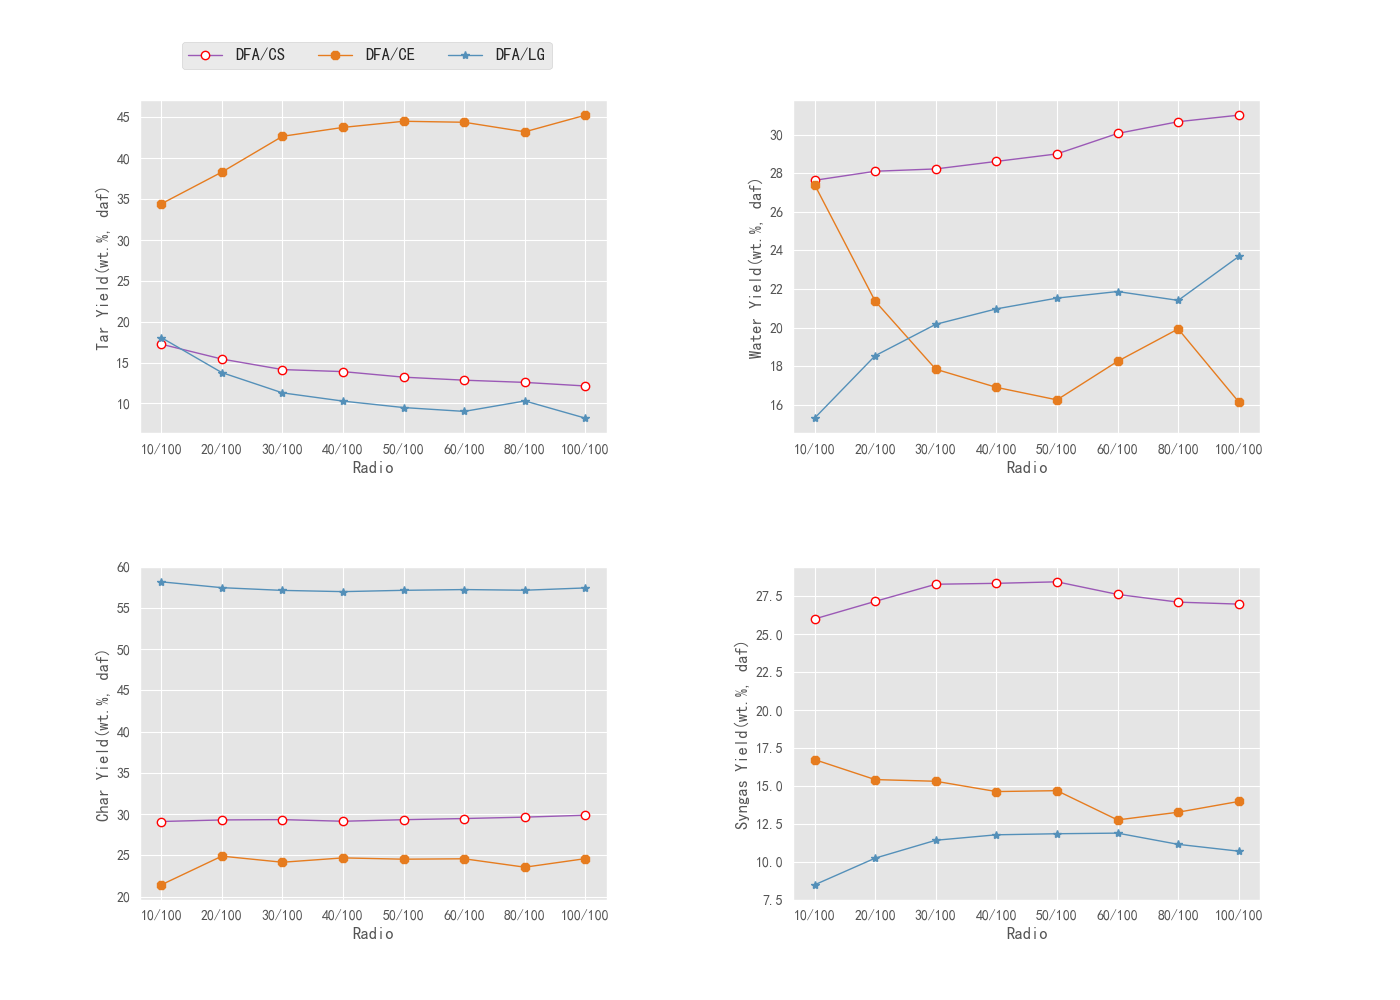 DFA/CS DFA/CE DFA/LG
Tar Yield(wt.%, daf)
45
40
35
30
25
20
15
10
10/100 20/100 30/100 40/100 50/100 60/100 80/100 100/100
Radio
Water Yield(wt.%, daf)
30
28
26
24
22
20
18
16
10/100 20/100 30/100 40/100 50/100 60/100 80/100 100/100
Radio
Char Yield(wt.%, daf)
60
55
50
45
40
35
30
25
20
10/100 20/100 30/100 40/100 50/100 60/100 80/100 100/100
Radio
Syngas Yield(wt.%, daf)
27.5
25.0
22.5
20.0
17.5
15.0
12.5
10.0
7.5
10/100 20/100 30/100 40/100 50/100 60/100 80/100 100/100
Radio